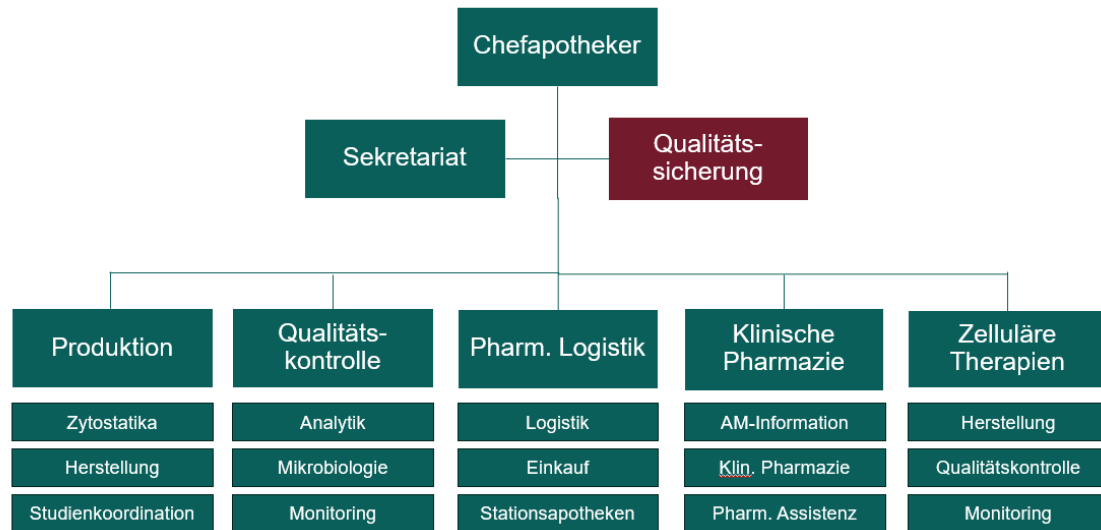 Chefapotheker
Sekretariat
Qualitäts-
sicherung
Produktion
Qualitäts-
kontrolle
Pharm. Logistik
Klinische
Pharmazie
Zelluläre
Therapien
Zytostatika
Analytik
Logistik
AM-Information
Herstellung
Herstellung
Mikrobiologie
Einkauf
Klin. Pharmazie
Qualitätskontrolle
Studienkoordination
Monitoring
Stationsapotheken
Pharm. Assistenz
Monitoring